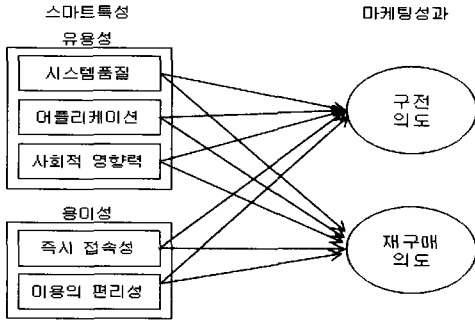 스마트특성
마케팅성과
유용성
시스템품질
어플리케이션
사회적 영향력
용이성
즉시 접속성
이용의 편리성
구전
의도
재구매
의도